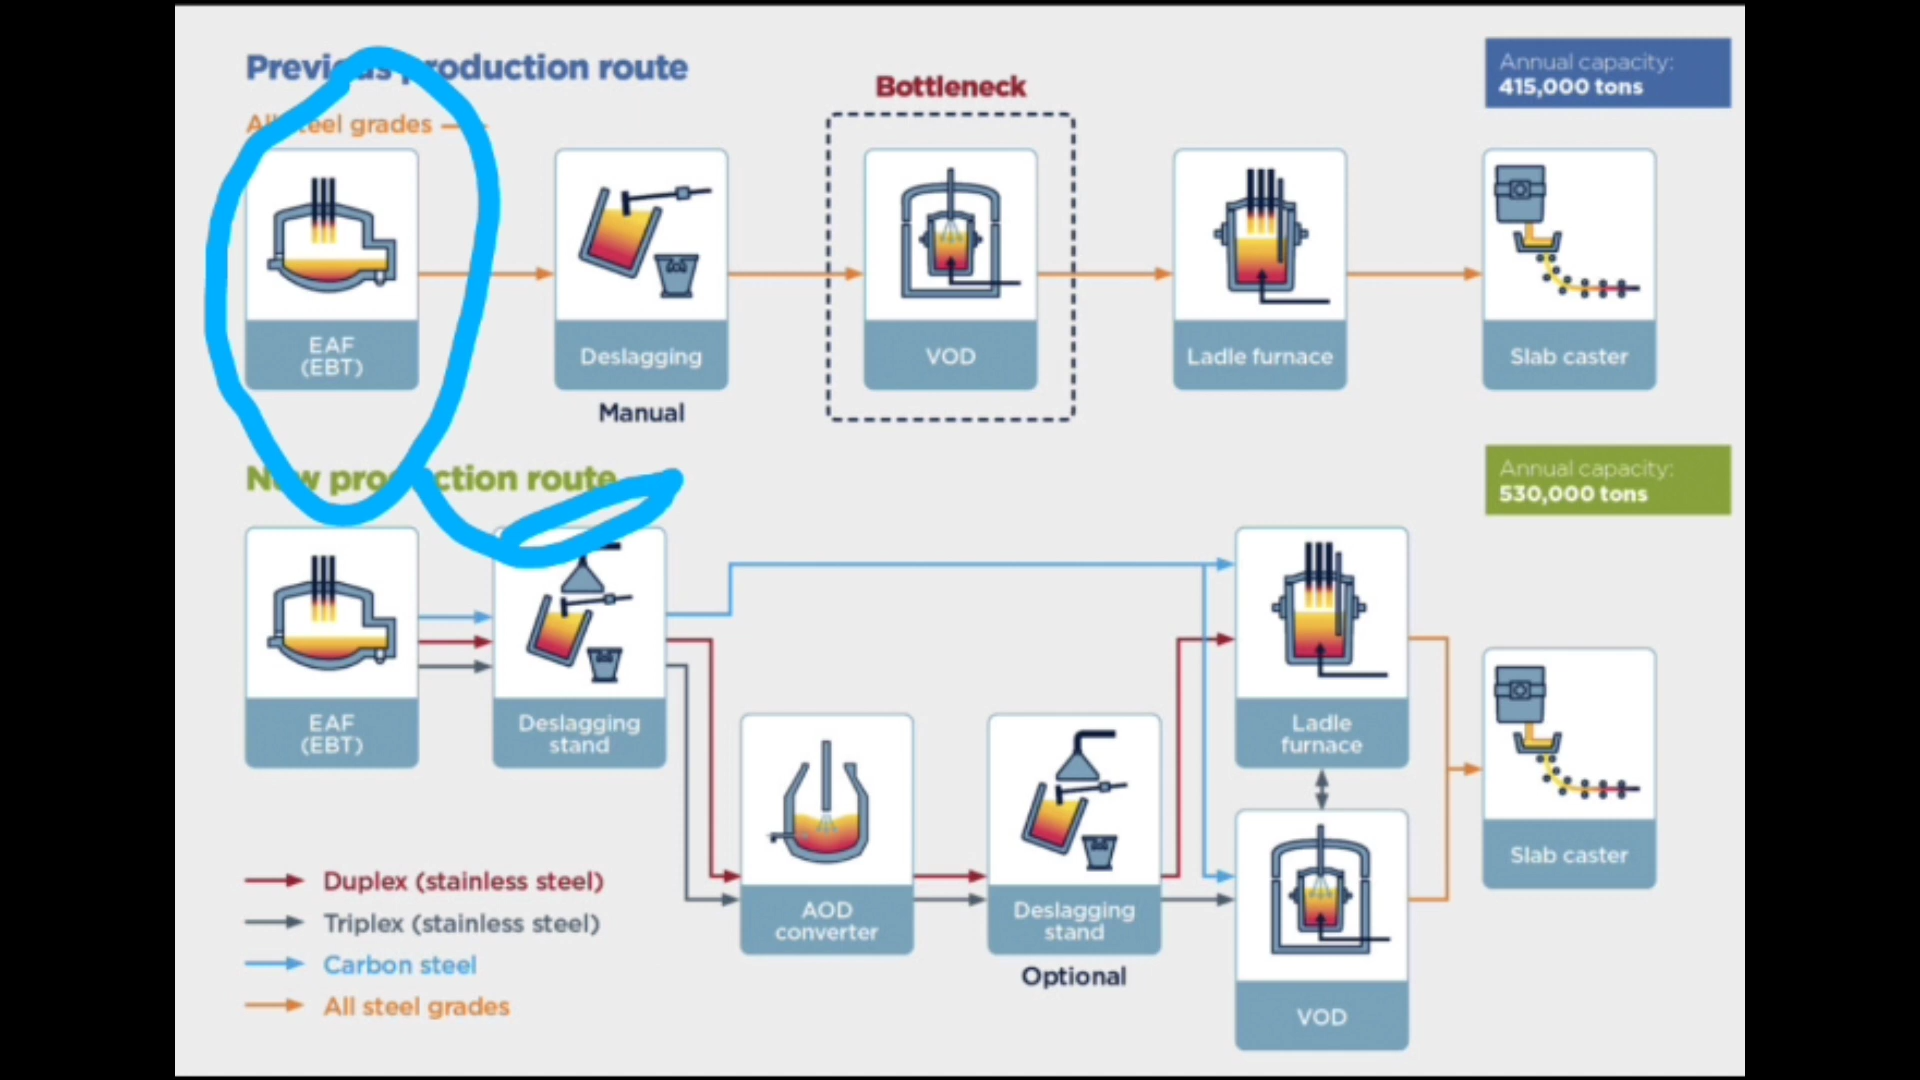 Previous production route
All steel grades
Bottleneck
Annual capacity:
415,000 tons
EAF
(EBT)
Deslagging
VOD
Ladle furnace
Slab caster
Manual
New production route
Annual capacity:
530,000 tons
EAF
(EBT)
Deslagging
stand
Ladle
furnace
AOD
converter
Deslagging
stand
Optional
Slab caster
VOD
Duplex (stainless steel)
Triplex (stainless steel)
Carbon steel
All steel grades